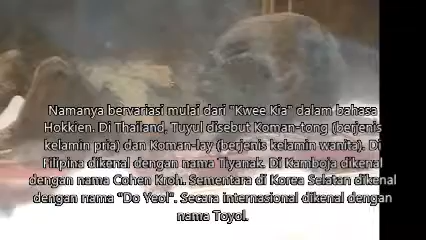 Namanya bervariasi mulai dari "Kwee Kia" dalam bahasa
Hokkien. Di Thailand, Tuyul disebut Koman-tong (berjenis
kelamin pria) dan Koman-lay (berjenis kelamin wanita). Di
Filipina dikenal dengan nama Tiyanak. Di Kamboja dikenal
dengan nama Cohen Kroh. Sementara di Korea Selatan dikenal
dengan nama "Do Yeol". Secara internasional dikenal dengan
nama Toyol.